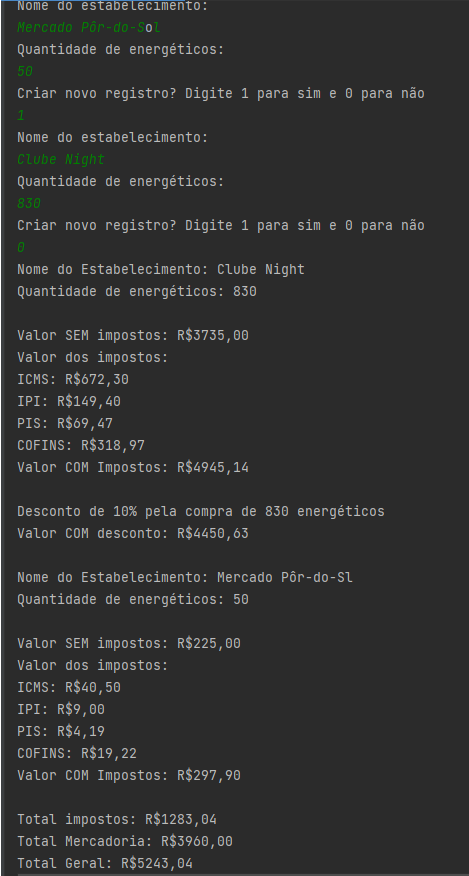 Nome do estabelecimento:
Mercado Pôr-do-Sol
Quantidade de energéticos:
50
Criar novo registro? Digite 1 para sim e 0 para não
1
Nome do estabelecimento:
Clube Night
Quantidade de energéticos:
830
Criar novo registro? Digite 1 para sim e 0 para não
0
Nome do Estabelecimento: Clube Night
Quantidade de energéticos: 830
Valor SEM impostos: R$3735,00
Valor dos impostos:
ICMS: R$672,30
IPI: R$149,40
PIS: R$69,47
COFINS: R$318,97
Valor COM Impostos: R$4945,14
Desconto de 10% pela compra de 830 energéticos
Valor COM desconto: R$4450,63
Nome do Estabelecimento: Mercado Pôr-do-Sl
Quantidade de energéticos: 50
Valor SEM impostos: R$225,00
Valor dos impostos:
ICMS: R$40,50
IPI: R$9,00
PIS: R$4,19
COFINS: R$19,22
Valor COM Impostos: R$297,90
Total impostos: R$1283,04
Total Mercadoria: R$3960,00
Total Geral: R$5243,04